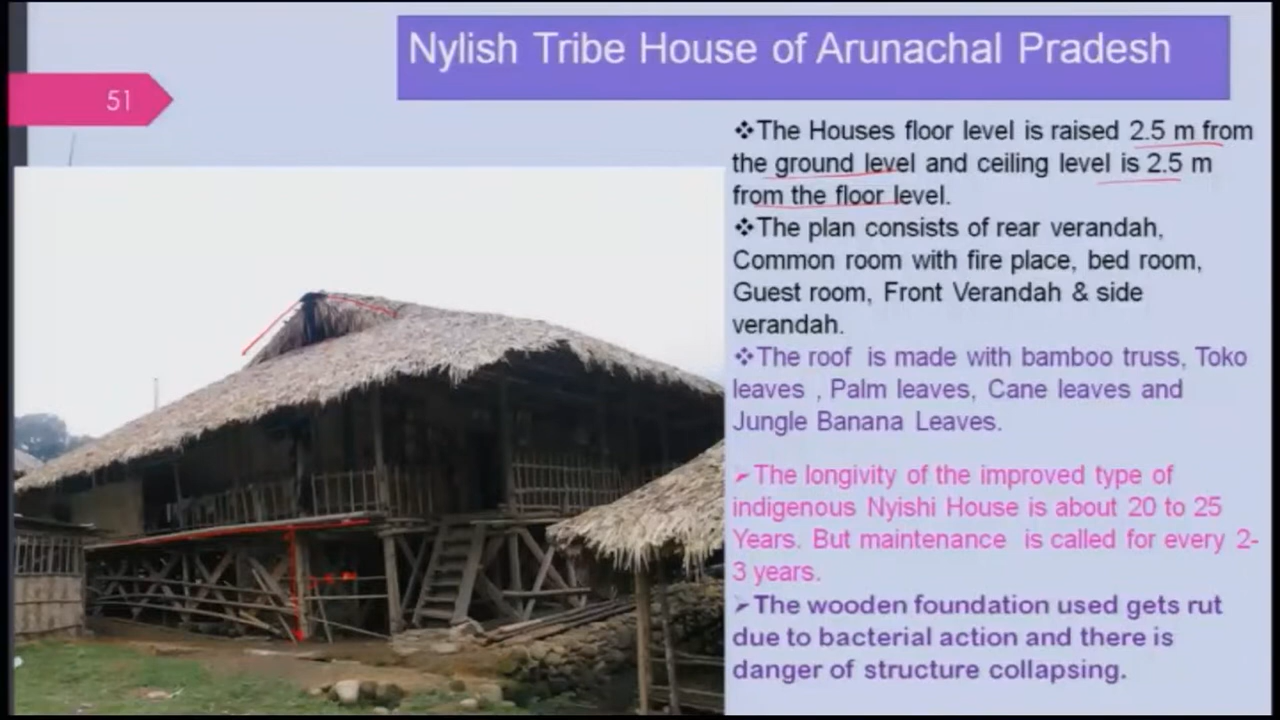 Nylish Tribe House of Arunachal Pradesh
51
❖The Houses floor level is raised 2.5 m from
the ground level and ceiling level is 2.5 m
from the floor level.
❖The plan consists of rear verandah,
Common room with fire place, bed room,
Guest room, Front Verandah & side
verandah.
❖The roof is made with bamboo truss, Toko
leaves , Palm leaves, Cane leaves and
Jungle Banana Leaves.
➢The longivity of the improved type of
indigenous Nyishi House is about 20 to 25
Years. But maintenance is called for every 2-
3 years.
➢The wooden foundation used gets rut
due to bacterial action and there is
danger of structure collapsing.